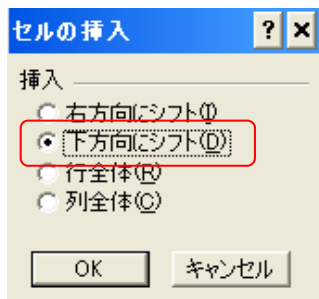 セルの挿入
挿入
右方向にシフト(I)
下方向にシフト(D)
行全体(R)
列全体(C)
OK キャンセル